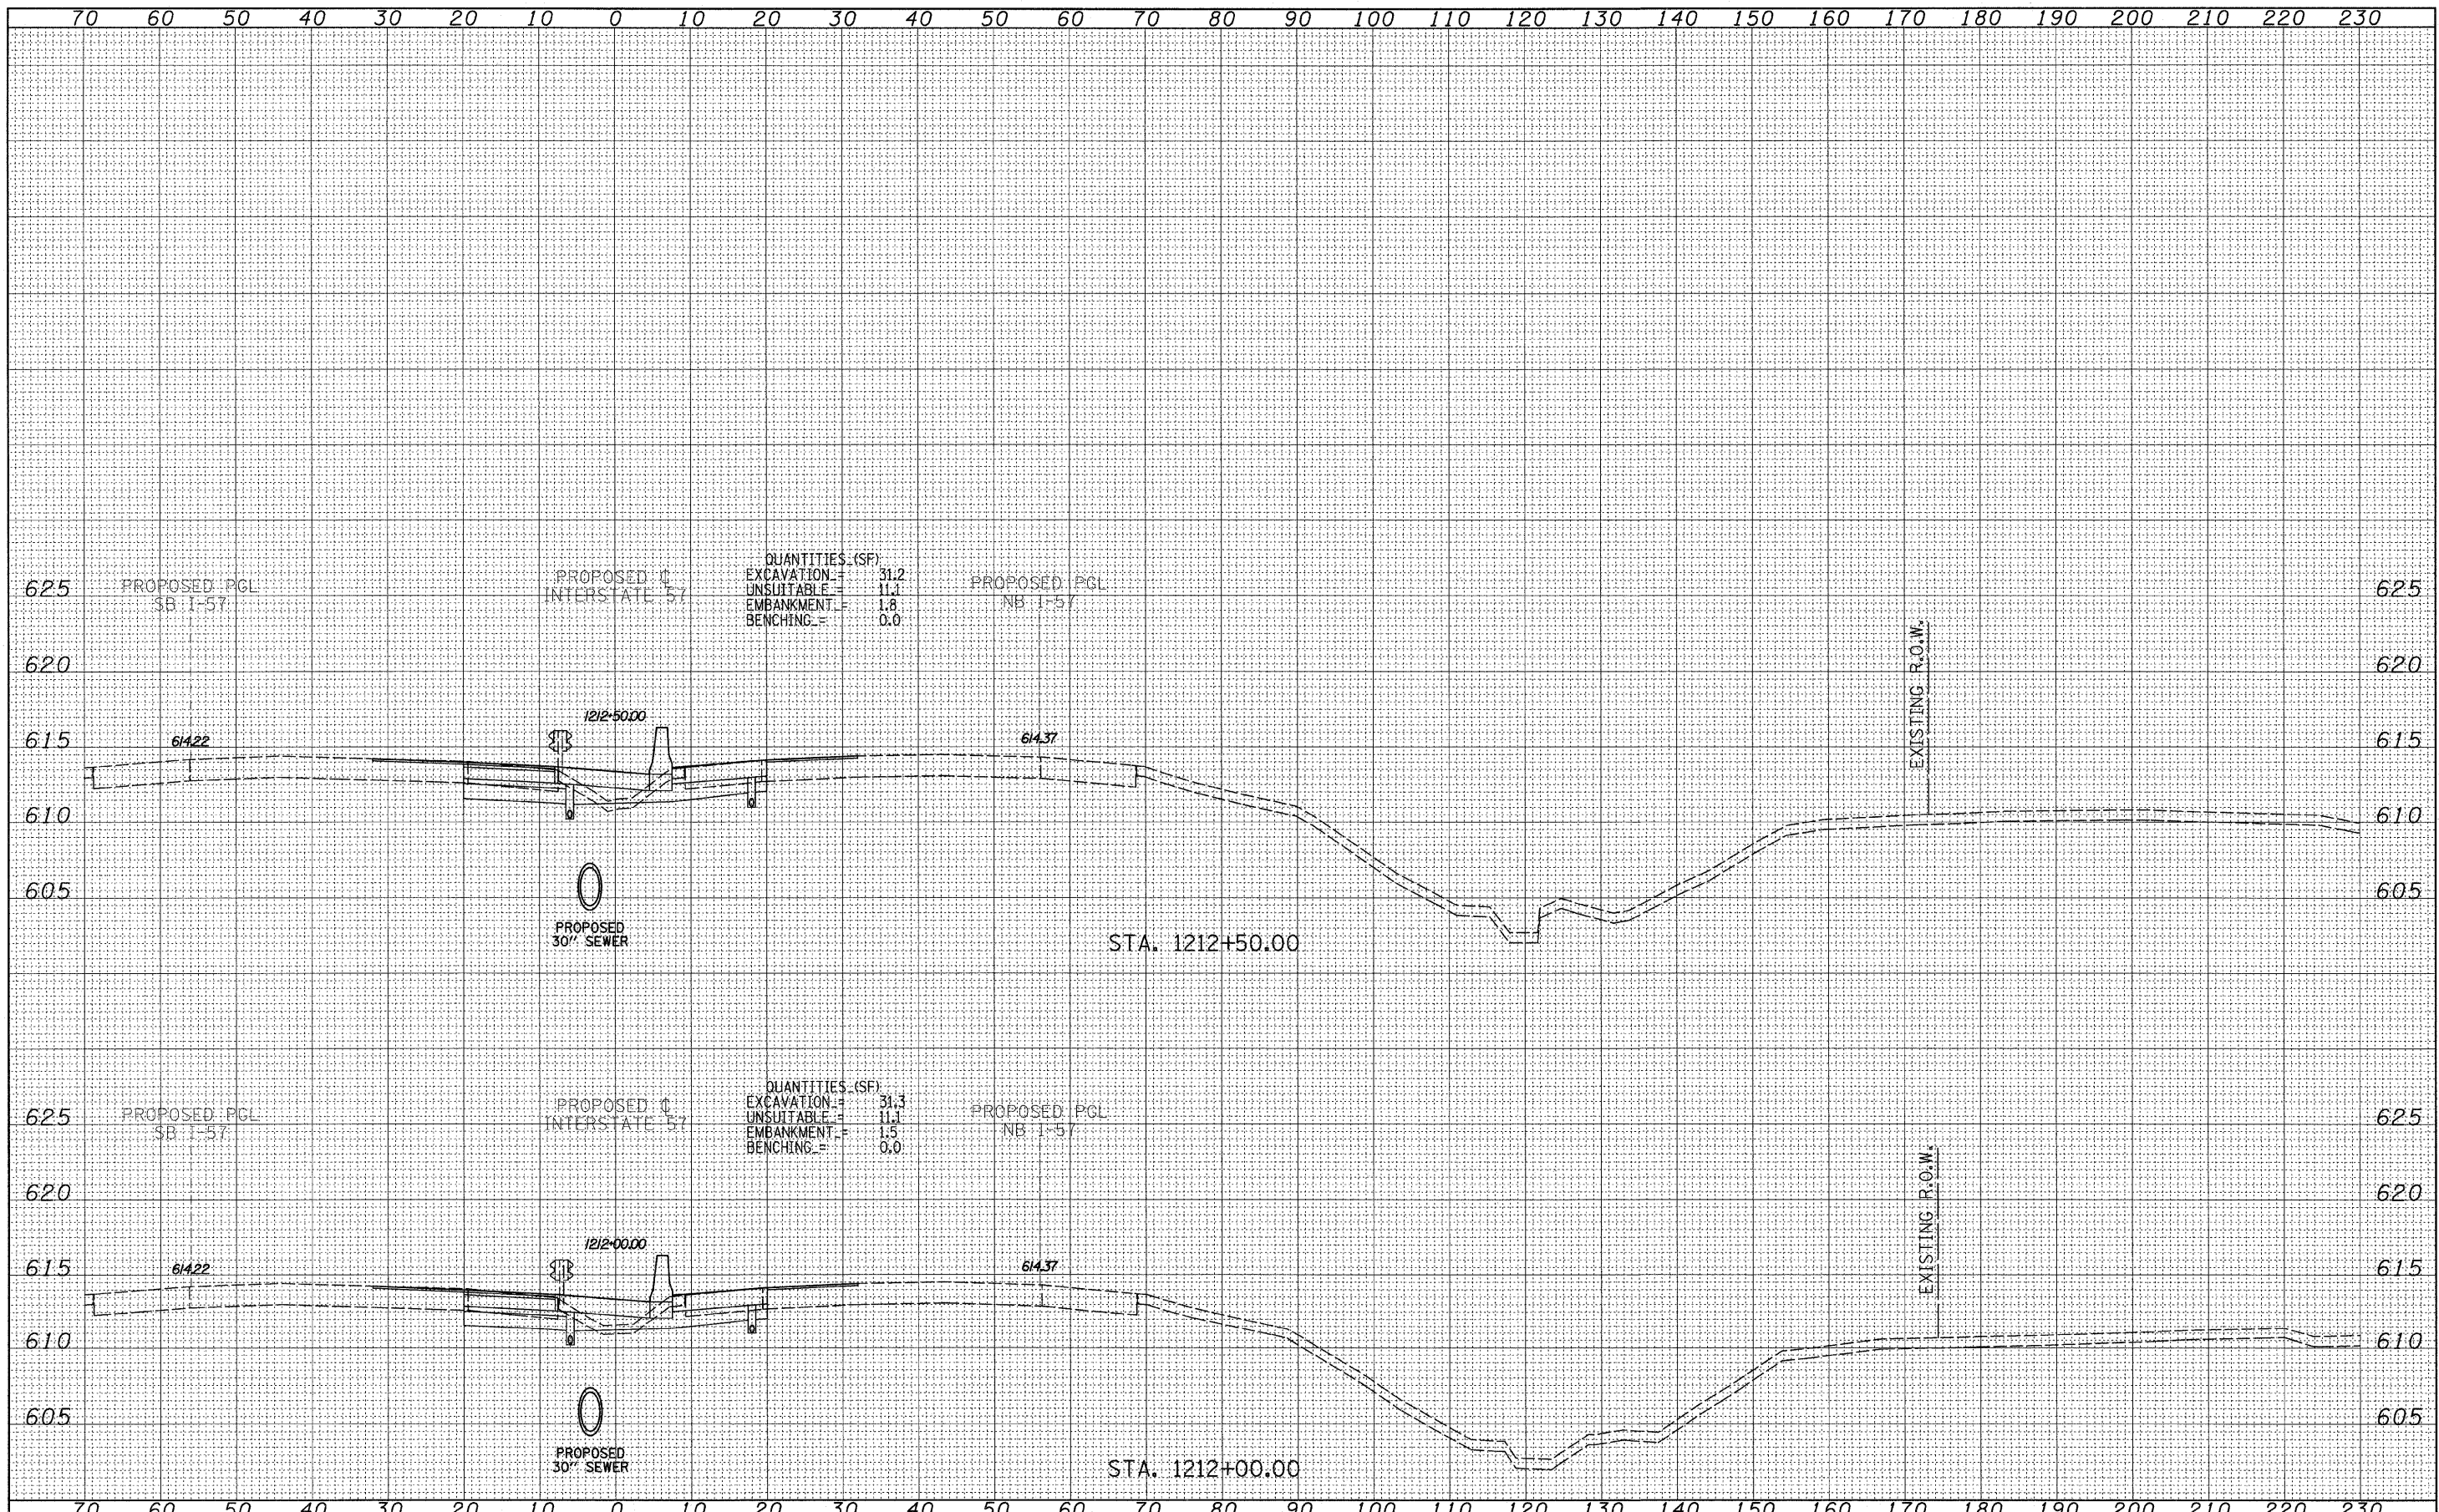 70 60 50 40 30 20 10 0 10 20 30 40 50 60 70 80 90 100 110 120 130 140 150 160 170 180 190 200 210 220 230
QUANTITIES (SF)
EXCAVATION = 31.2
UNSUITABLE = 11.1
EMBANKMENT = 1.8
BENCHING = 0.0
PROPOSED PGL
SB I-57
PROPOSED ℄
INTERSTATE 57
PROPOSED PGL
NB I-57
625 625
620 620
EXISTING R.O.W.
1212+50.00
615 614.22 614.37 615
610 610
605 605
PROPOSED
30" SEWER
STA. 1212+50.00
QUANTITIES (SF)
EXCAVATION = 31.3
UNSUITABLE = 11.1
EMBANKMENT = 1.5
BENCHING = 0.0
PROPOSED PGL
SB I-57
PROPOSED ℄
INTERSTATE 57
PROPOSED PGL
NB I-57
625 625
620 620
EXISTING R.O.W.
1212+00.00
615 614.22 614.37 615
610 610
605 605
PROPOSED
30" SEWER
STA. 1212+00.00
70 60 50 40 30 20 10 0 10 20 30 40 50 60 70 80 90 100 110 120 130 140 150 160 170 180 190 200 210 220 230